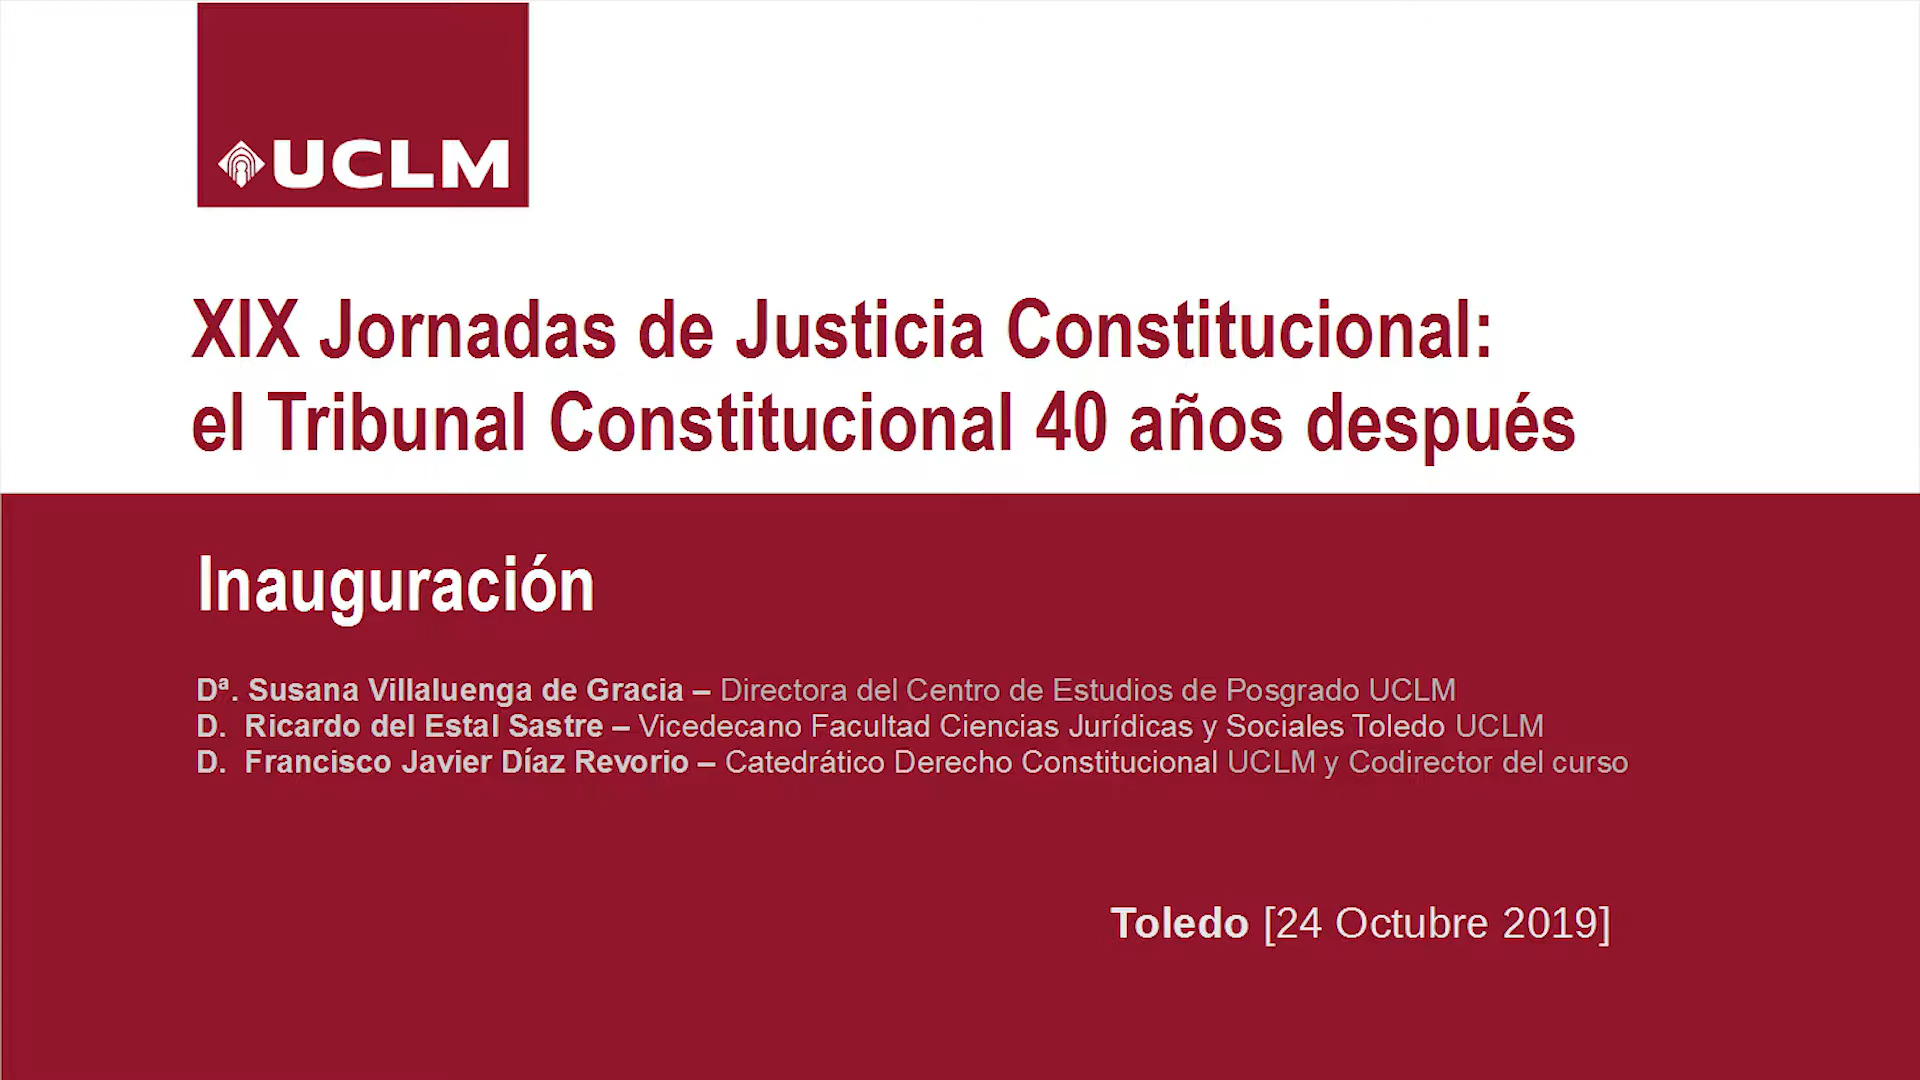 UCLM
XIX Jornadas de Justicia Constitucional:
el Tribunal Constitucional 40 años después
Inauguración
Dª. Susana Villaluenga de Gracia – Directora del Centro de Estudios de Posgrado UCLM
D. Ricardo del Estal Sastre – Vicedecano Facultad Ciencias Jurídicas y Sociales Toledo UCLM
D. Francisco Javier Díaz Revorio – Catedrático Derecho Constitucional UCLM y Codirector del curso
Toledo [24 Octubre 2019]